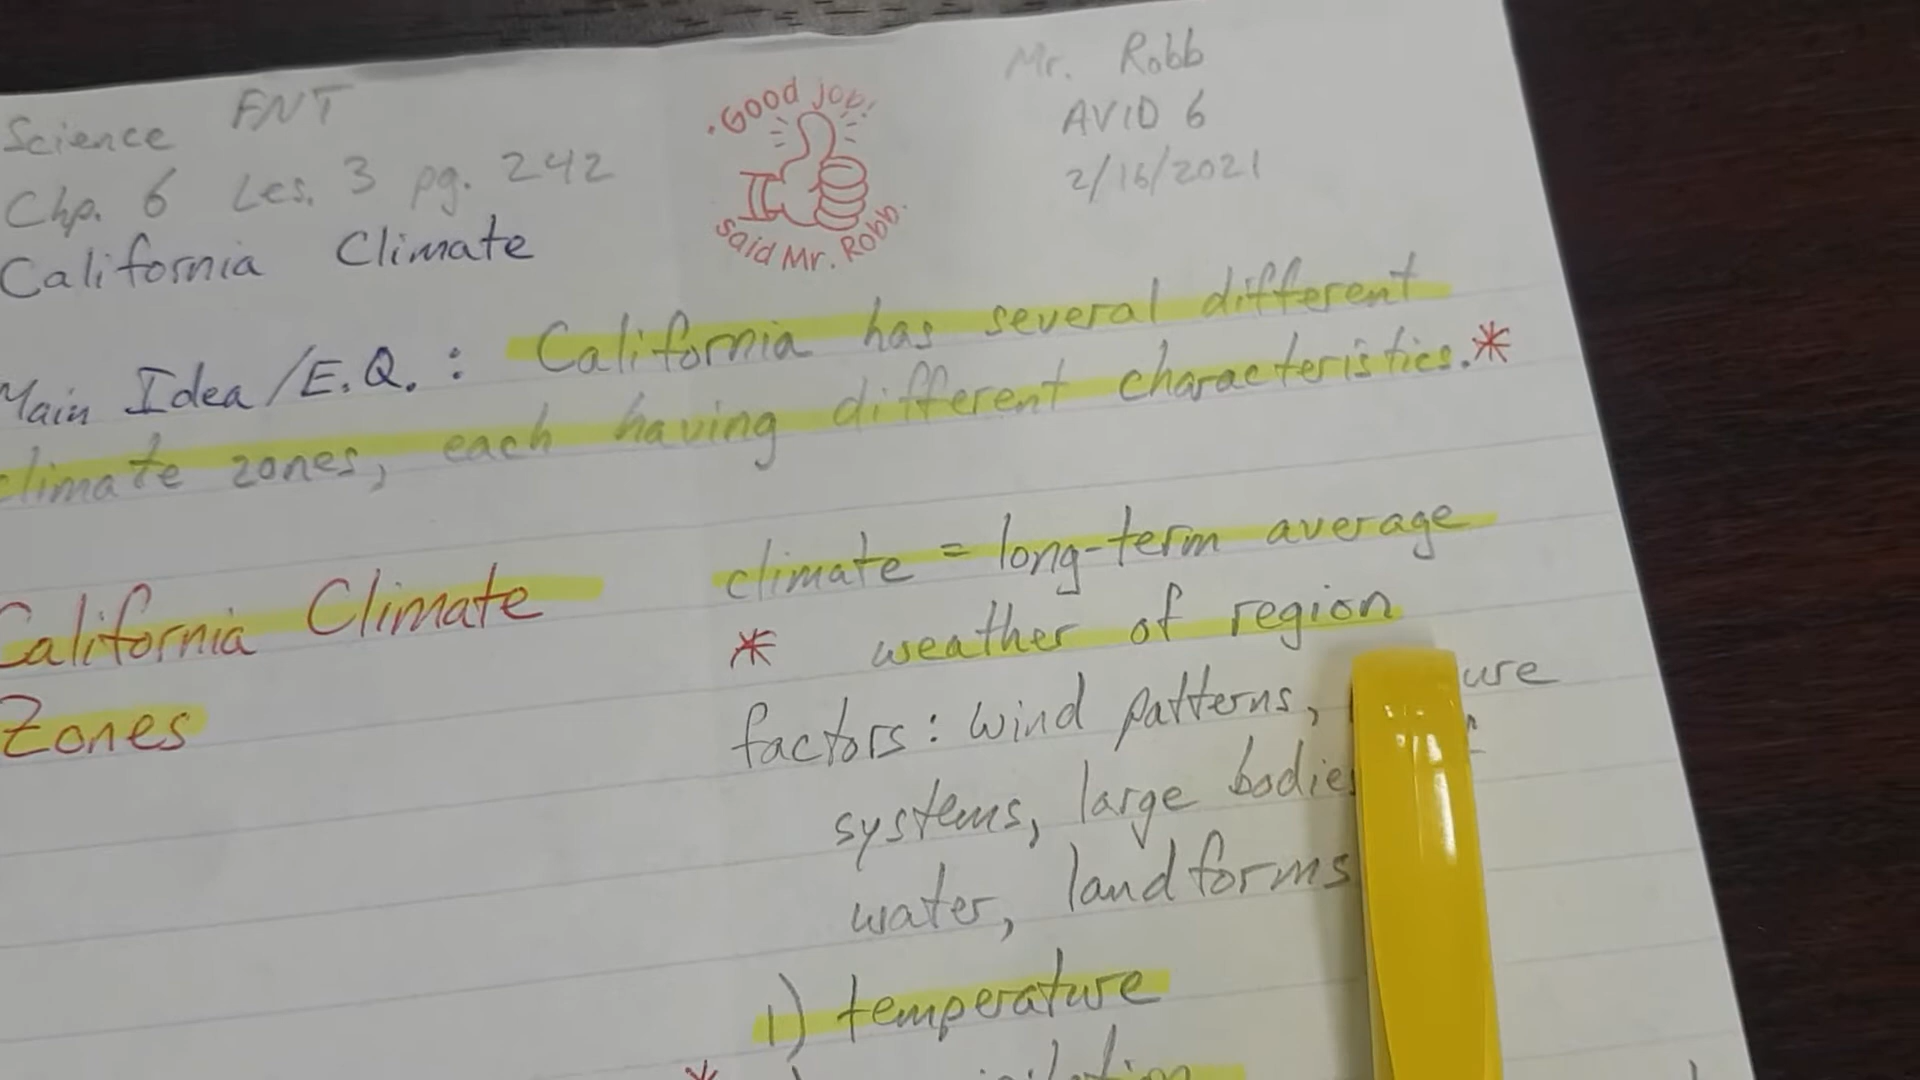 Science FNT
Chp. 6 Les. 3 pg. 242
California Climate
Good job!
said Mr. Robb.
Mr. Robb
AVID 6
2/16/2021
Main Idea/E.Q.: California has several different
climate zones, each having different characteristics.*
California Climate
Zones
climate = long-term average
* weather of region
factors: wind patterns,
systems, large bodies
water, landforms
1) temperature